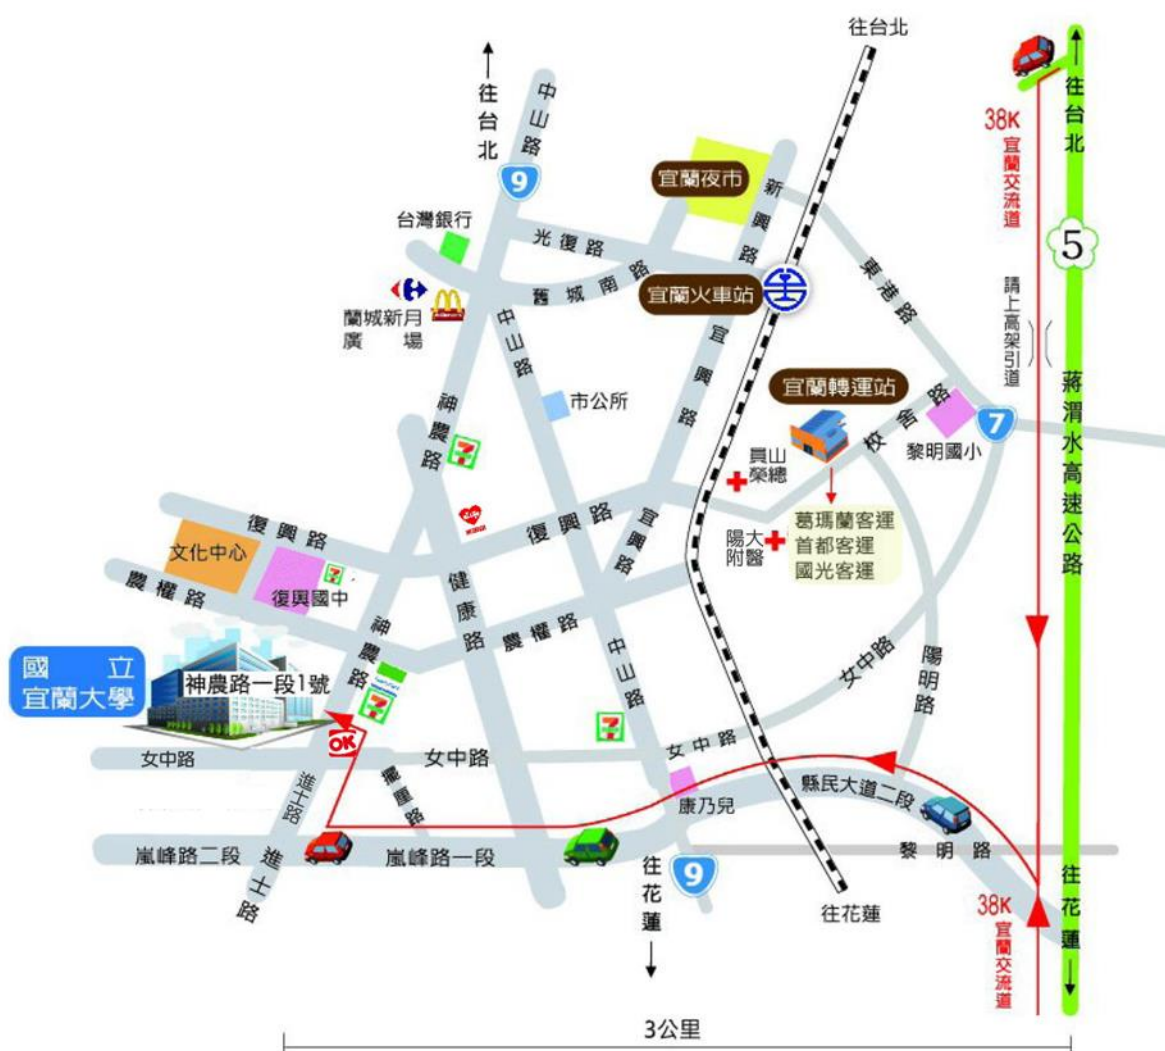 往台北
往台北
往台北
中山路
9
38K
宜蘭交流道
宜蘭夜市
新興路
台灣銀行
光復路
5
東港路
舊城南路
宜蘭火車站
蘭城新月
廣場
McDonald's
請上高架引道
中山路
宜興路
宜蘭轉運站
蔣渭水高速公路
神農路
市公所
校舍路
7
黎明國小
員山
榮總
復興路
復興路
宜興路
陽大
附醫
葛瑪蘭客運
首都客運
國光客運
文化中心
農權路
復興國中
健康路
農權路
神農路
中山路
女中路
陽明路
國立
宜蘭大學
神農路一段1號
OK
女中路
女中路
女中路
進士路
擺厘路
康乃兒
縣民大道二段
嵐峰路二段
進士路
嵐峰路一段
黎明路
往花蓮
9
往花蓮
38K
宜蘭交流道
往花蓮
3公里